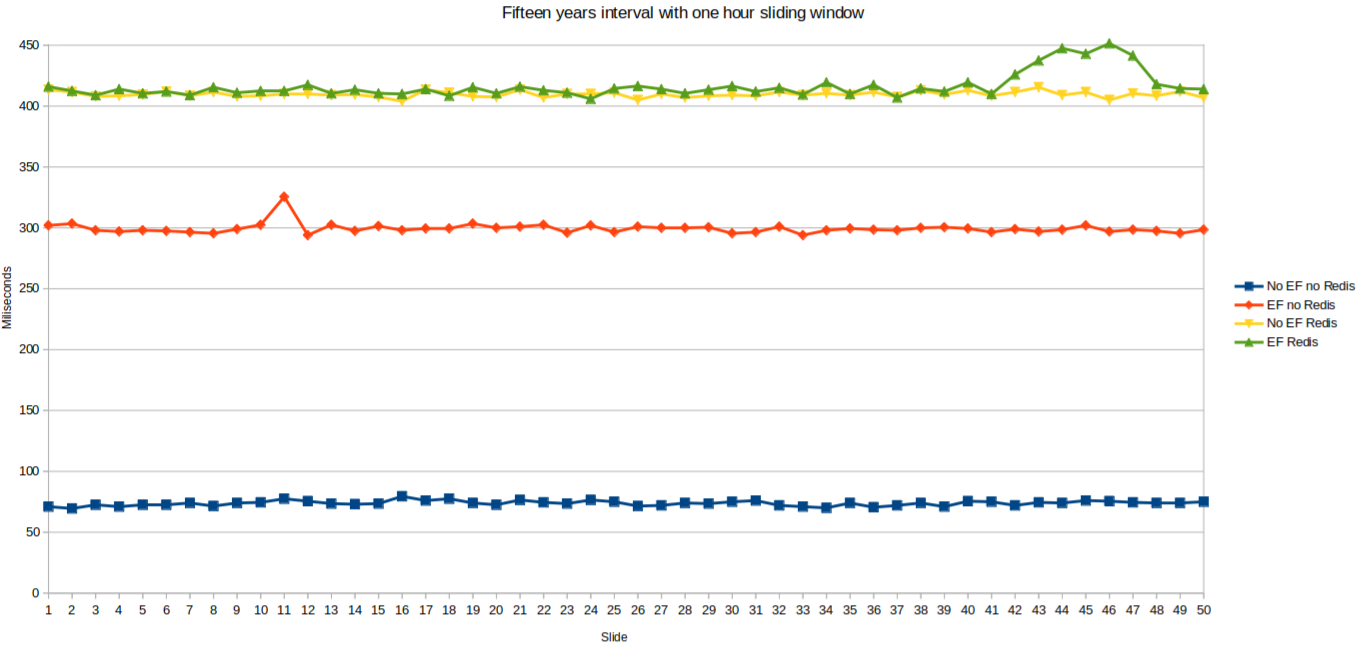 Fifteen years interval with one hour sliding window
450
400
350
300
250
200
150
100
50
0
Miliseconds
1 2 3 4 5 6 7 8 9 10 11 12 13 14 15 16 17 18 19 20 21 22 23 24 25 26 27 28 29 30 31 32 33 34 35 36 37 38 39 40 41 42 43 44 45 46 47 48 49 50
Slide
No EF no Redis
EF no Redis
No EF Redis
EF Redis